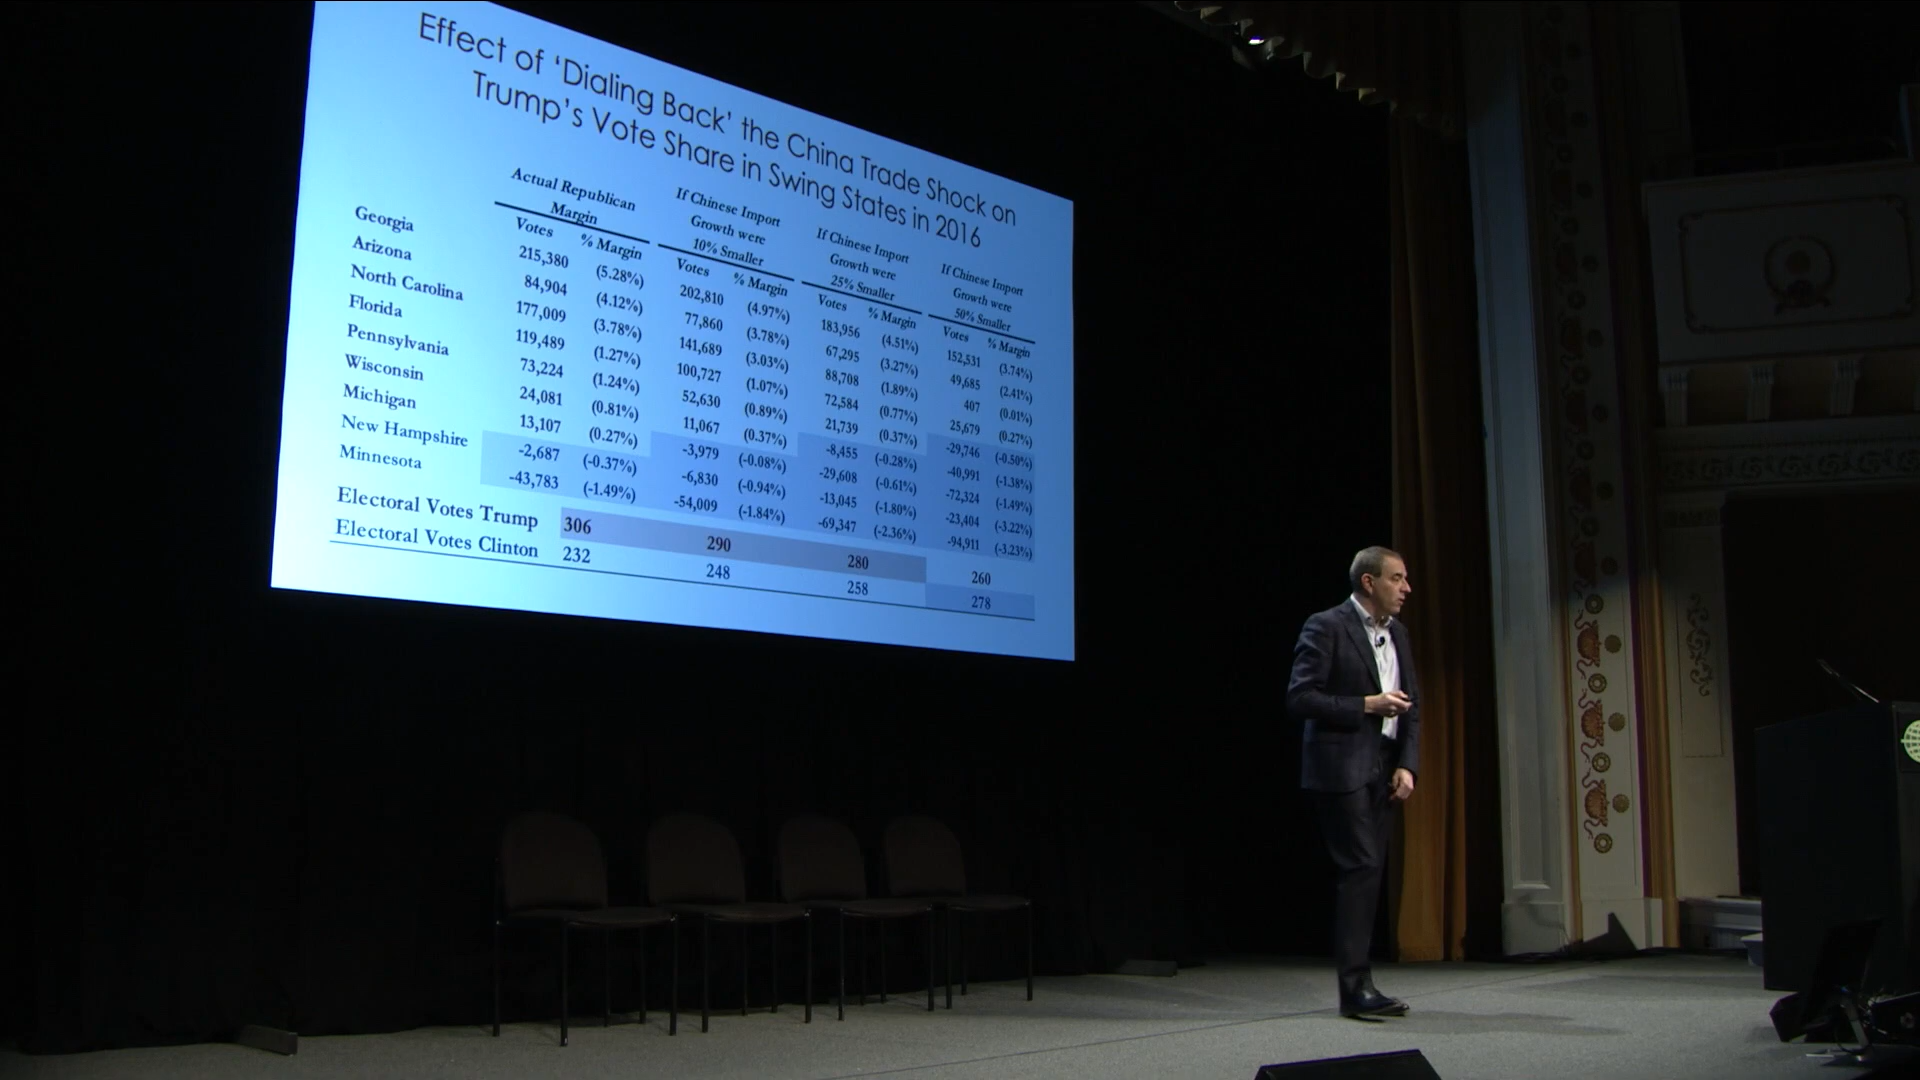 Effect of 'Dialing Back' the China Trade Shock on
Trump's Vote Share in Swing States in 2016
Actual Republican
Margin
If Chinese Import
Growth were
10% Smaller
If Chinese Import
Growth were
25% Smaller
If Chinese Import
Growth were
50% Smaller
Votes % Margin Votes % Margin Votes % Margin Votes % Margin
Georgia 215,380 (5.28%) 202,810 (4.97%) 183,956 (4.51%) 152,531 (3.74%)
Arizona 84,904 (4.12%) 77,860 (3.78%) 67,295 (3.27%) 49,685 (2.41%)
North Carolina 177,009 (3.78%) 141,689 (3.03%) 88,708 (1.89%) 407 (0.01%)
Florida 119,489 (1.27%) 100,727 (1.07%) 72,584 (0.77%) 25,679 (0.27%)
Pennsylvania 73,224 (1.24%) 52,630 (0.89%) 21,739 (0.37%) -29,746 (-0.50%)
Wisconsin 24,081 (0.81%) 11,067 (0.37%) -8,455 (-0.28%) -40,991 (-1.38%)
Michigan 13,107 (0.27%) -3,979 (-0.08%) -29,608 (-0.61%) -72,324 (-1.49%)
New Hampshire -2,687 (-0.37%) -6,830 (-0.94%) -13,045 (-1.80%) -23,404 (-3.22%)
Minnesota -43,783 (-1.49%) -54,009 (-1.84%) -69,347 (-2.36%) -94,911 (-3.23%)
Electoral Votes Trump 306 290 280 260
Electoral Votes Clinton 232 248 258 278